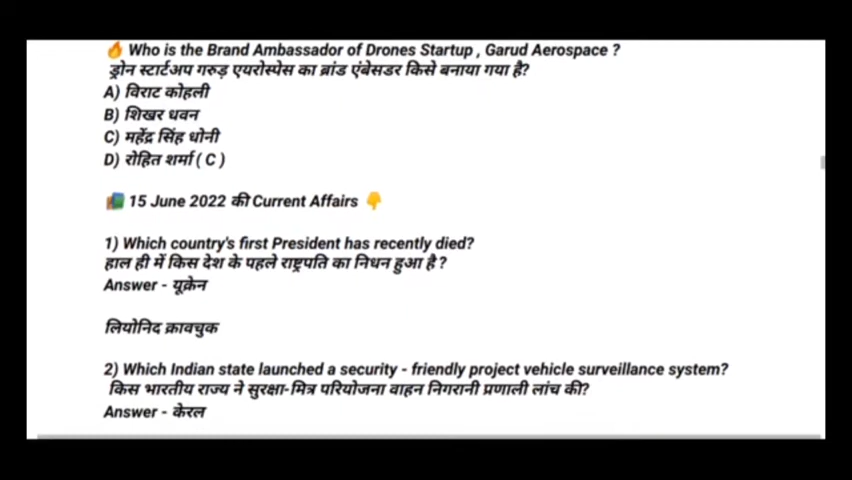 🔥 Who is the Brand Ambassador of Drones Startup , Garud Aerospace ?
ड्रोन स्टार्टअप गरुड़ एयरोस्पेस का ब्रांड एंबेसडर किसे बनाया गया है?
A) विराट कोहली
B) शिखर धवन
C) महेंद्र सिंह धोनी
D) रोहित शर्मा ( C )
15 June 2022 की Current Affairs 👇
1) Which country's first President has recently died?
हाल ही में किस देश के पहले राष्ट्रपति का निधन हुआ है ?
Answer - यूक्रेन
लियोनिद क्रावचुक
2) Which Indian state launched a security - friendly project vehicle surveillance system?
किस भारतीय राज्य ने सुरक्षा-मित्र परियोजना वाहन निगरानी प्रणाली लांच की?
Answer - केरल